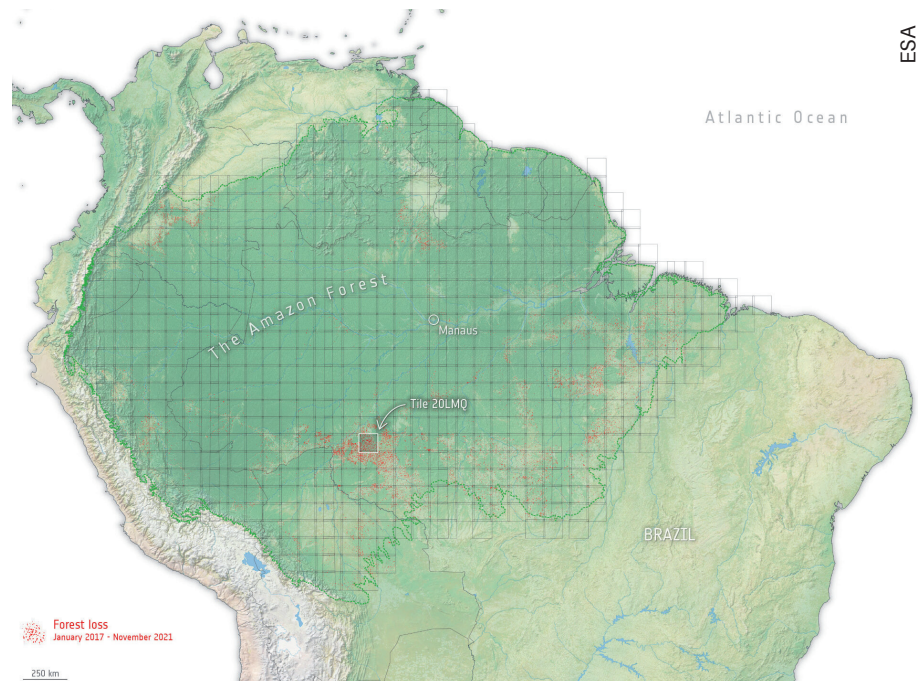 ESA
Atlantic Ocean
The Amazon Forest
Manaus
Tile 20LMQ
BRAZIL
Forest loss
January 2017 - November 2021
250 km